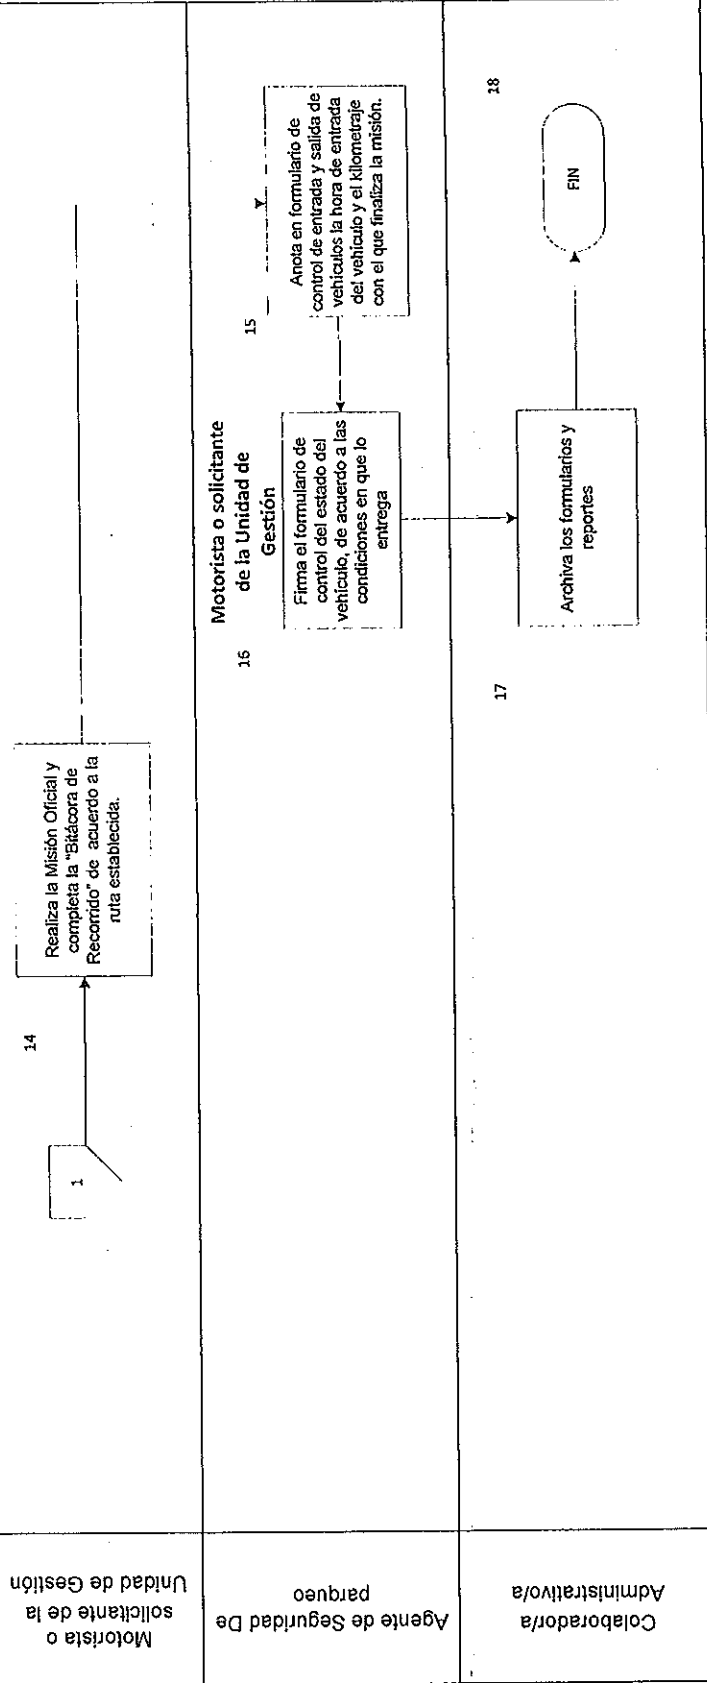 Motorista o
solicitante de la
Unidad de Gestión
1
14
Realiza la Misión Oficial y
completa la "Bitácora de
Recorrido" de acuerdo a la
ruta establecida.
Agente de Seguridad De
parqueo
15
Anota en formulario de
control de entrada y salida de
vehículos la hora de entrada
del vehículo y el kilometraje
con el que finaliza la misión.
16
Motorista o solicitante
de la Unidad de
Gestión
Firma el formulario de
control del estado del
vehículo, de acuerdo a las
condiciones en que lo
entrega
Colaborador/a
Administrativo/a
17
Archiva los formularios y
reportes
18
FIN